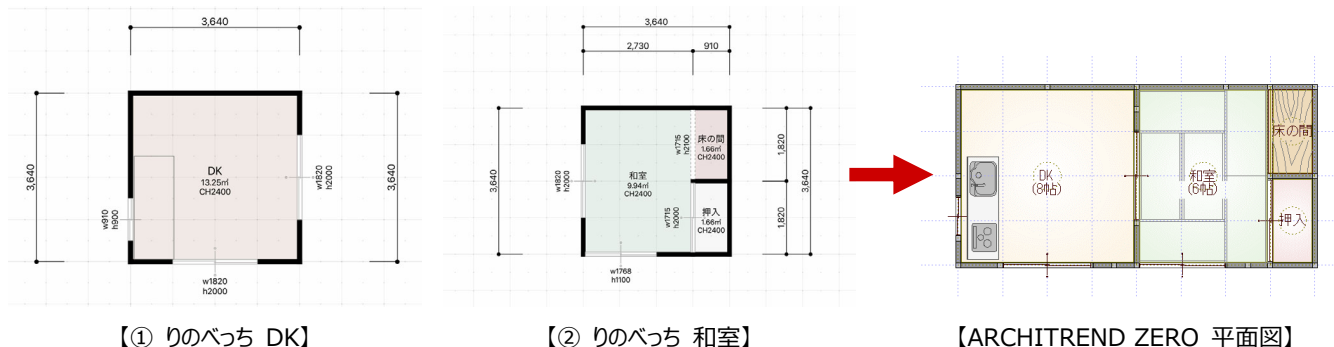 3,640
3,640
DK
13.25㎡
CH2400
w1820
h2000
3,640
w910
h900
w1820
h2000
【① りのべっち DK】
3,640
2,730
910
床の間
1.66㎡
CH2400
w1715
h2100
1,820
3,640
w1820
h2000
和室
9.94㎡
CH2400
3,640
押入
1.66㎡
CH2400
w1715
h2000
1,820
w1768
h1100
【② りのべっち 和室】
床の間
DK
(8帖)
和室
(6帖)
押入
【ARCHITREND ZERO 平面図】